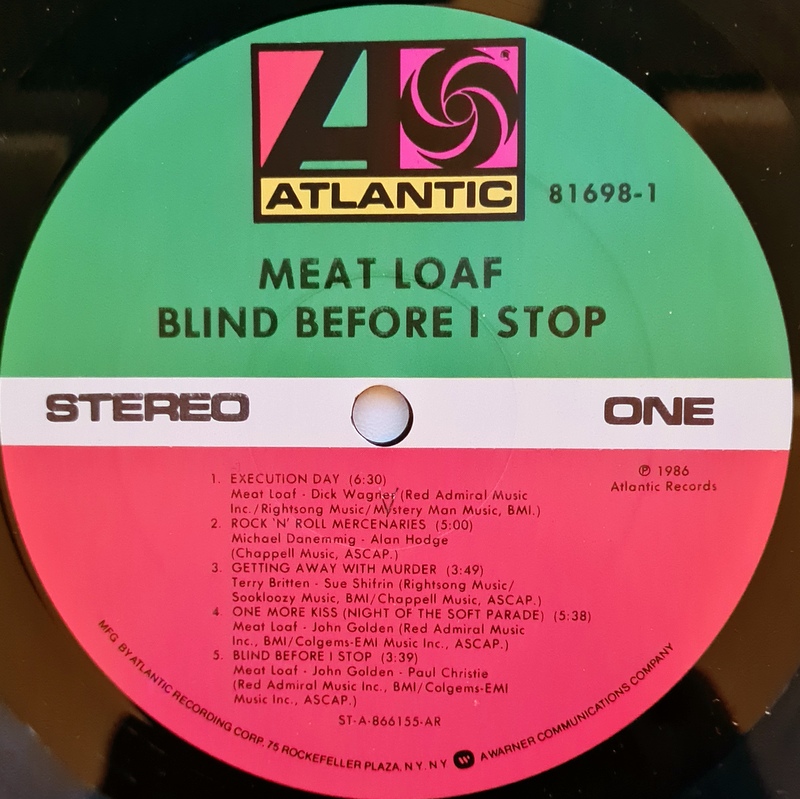 ATLANTIC
®
81698-1
MEAT LOAF
BLIND BEFORE I STOP
STEREO
ONE
℗ 1986
Atlantic Records
1. EXECUTION DAY (6:30)
Meat Loaf - Dick Wagner (Red Admiral Music
Inc./Rightsong Music/Mystery Man Music, BMI.)
2. ROCK 'N' ROLL MERCENARIES (5:00)
Michael Danemmig - Alan Hodge
(Chappell Music, ASCAP.)
3. GETTING AWAY WITH MURDER (3:49)
Terry Britten - Sue Shifrin (Rightsong Music/
Sookloozy Music, BMI/Chappell Music, ASCAP.)
4 ONE MORE KISS (NIGHT OF THE SOFT PARADE) (5:38)
Meat Loaf - John Golden (Red Admiral Music
Inc., BMI/Colgems-EMI Music Inc., ASCAP.)
5. BLIND BEFORE I STOP (3:39)
Meat Loaf - John Golden - Paul Christie
(Red Admiral Music Inc., BMI/Colgems-EMI
Music Inc., ASCAP.)
ST-A-866155-AR
MFG. BY ATLANTIC RECORDING CORP. 75 ROCKEFELLER PLAZA, N.Y. N.Y. A WARNER COMMUNICATIONS COMPANY